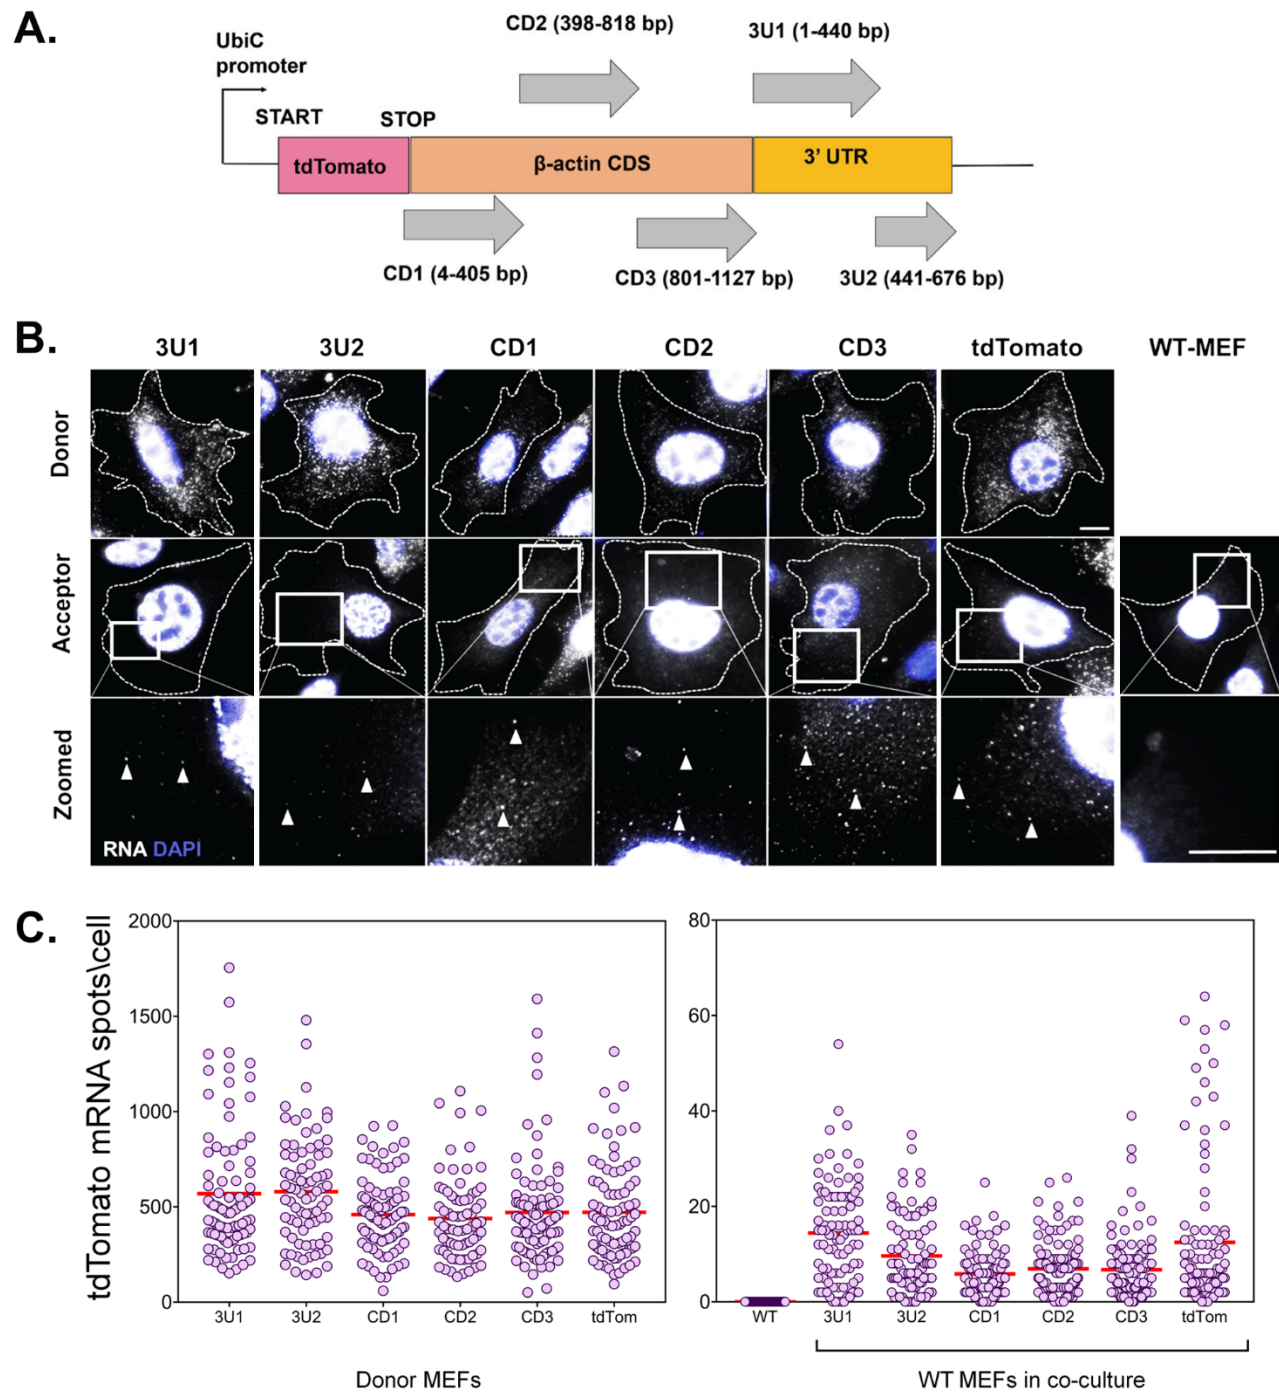 A.
CD2 (398-818 bp)
3U1 (1-440 bp)
UbiC
promoter
START
STOP
tdTomato
β-actin CDS
3' UTR
CD1 (4-405 bp)
CD3 (801-1127 bp)
3U2 (441-676 bp)
B.
3U1 3U2 CD1 CD2 CD3 tdTomato WT-MEF
Donor
Acceptor
Zoomed
RNA DAPI
C.
tdTomato mRNA spots\cell
2000
1500
1000
500
0
3U1 3U2 CD1 CD2 CD3 tdTom
Donor MEFs
80
60
40
20
0
WT 3U1 3U2 CD1 CD2 CD3 tdTom
WT MEFs in co-culture